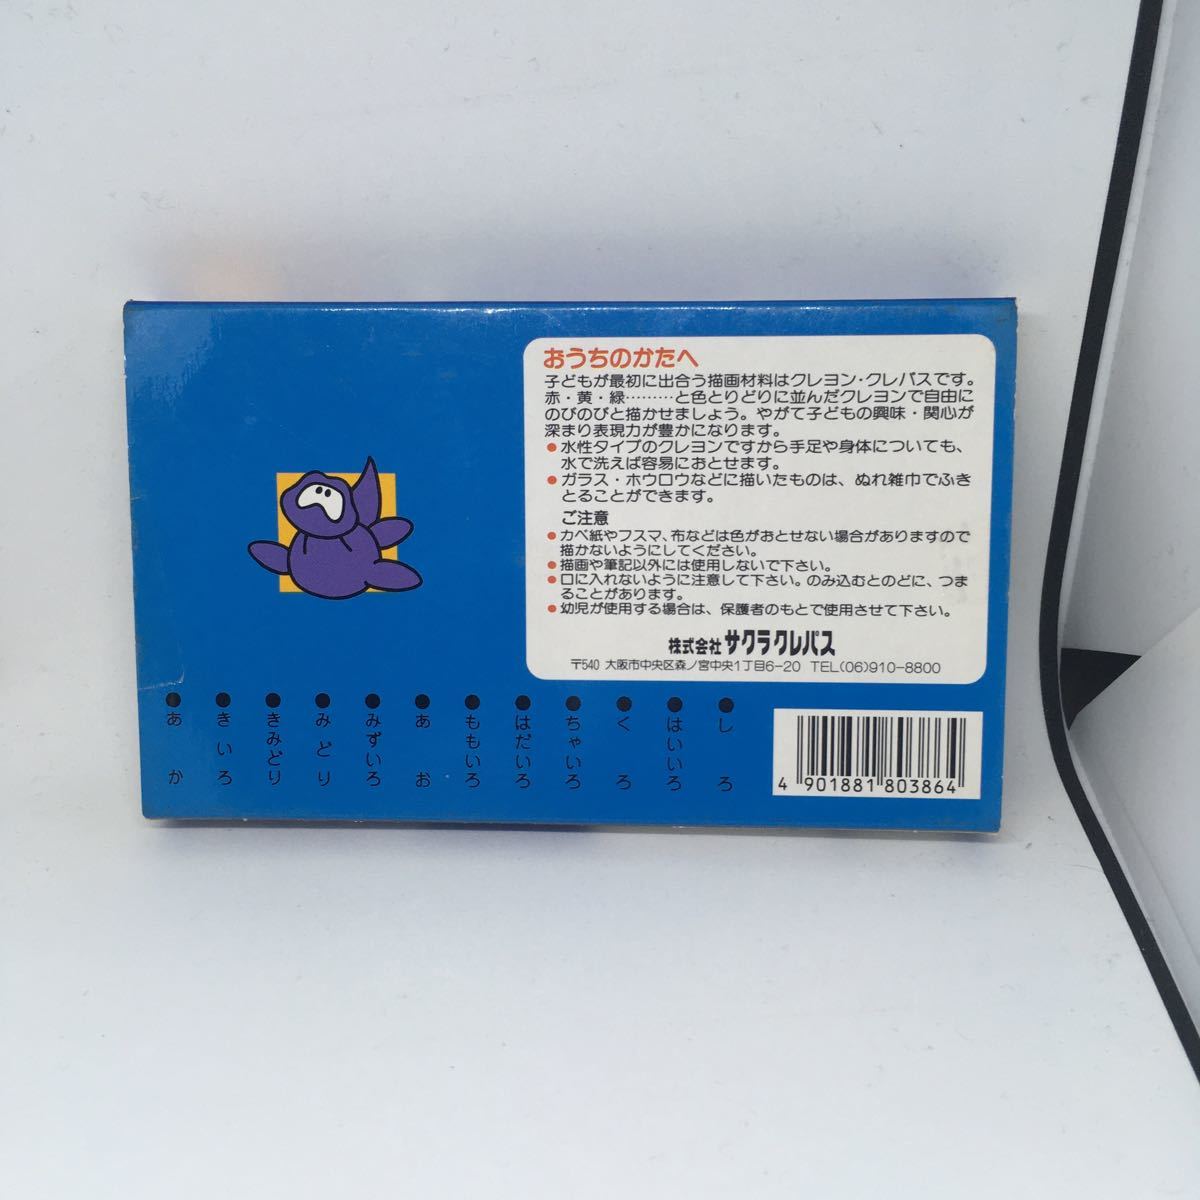 おうちのかたへ
子どもが最初に出合う描画材料はクレヨン・クレパスです。
赤・黄・緑………と色とりどりに並んだクレヨンで自由に
のびのびと描かせましょう。やがて子どもの興味・関心が
深まり表現力が豊かになります。
●水性タイプのクレヨンですから手足や身体についても、
水で洗えば容易におとせます。
●ガラス・ホウロウなどに描いたものは、ぬれ雑巾でふき
とることができます。
ご注意
●カベ紙やフスマ、布などは色がおとせない場合がありますので
描かないようにしてください。
●描画や筆記以外には使用しないで下さい。
●口に入れないように注意して下さい。のみ込むとのどに、つま
ることがあります。
●幼児が使用する場合は、保護者のもとで使用させて下さい。
株式会社サクラクレパス
〒540 大阪市中央区森ノ宮中央1丁目6-20 TEL(06)910-8800
●あか
●きいろ
●きみどり
●みどり
●みずいろ
●あお
●ももいろ
●はだいろ
●ちゃいろ
●くろ
●はいいろ
●しろ
4 901881 803864